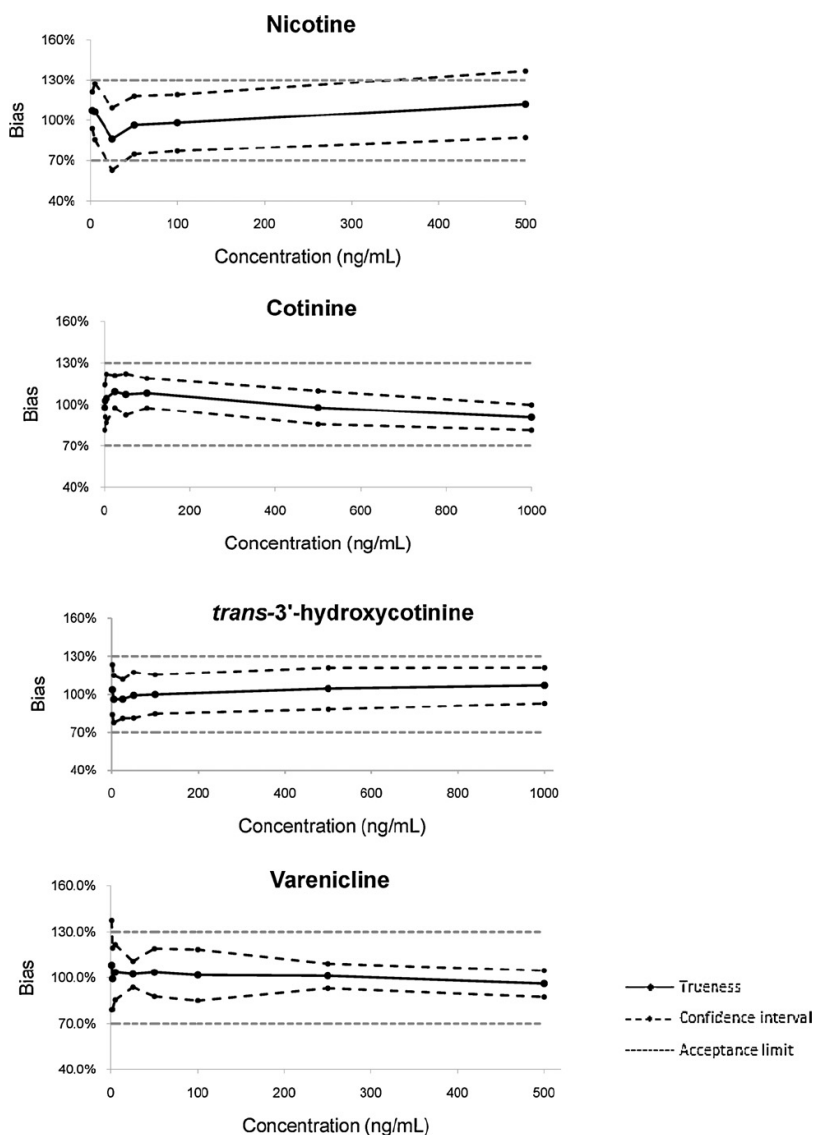 Nicotine
160%
130%
100%
70%
40%
Bias
0 100 200 300 400 500
Concentration (ng/mL)
Cotinine
160%
130%
100%
70%
40%
Bias
0 200 400 600 800 1000
Concentration (ng/mL)
trans-3'-hydroxycotinine
160%
130%
100%
70%
40%
Bias
0 200 400 600 800 1000
Concentration (ng/mL)
Varenicline
160.0%
130.0%
100.0%
70.0%
40.0%
Bias
0 100 200 300 400 500
Concentration (ng/mL)
Trueness
Confidence interval
Acceptance limit